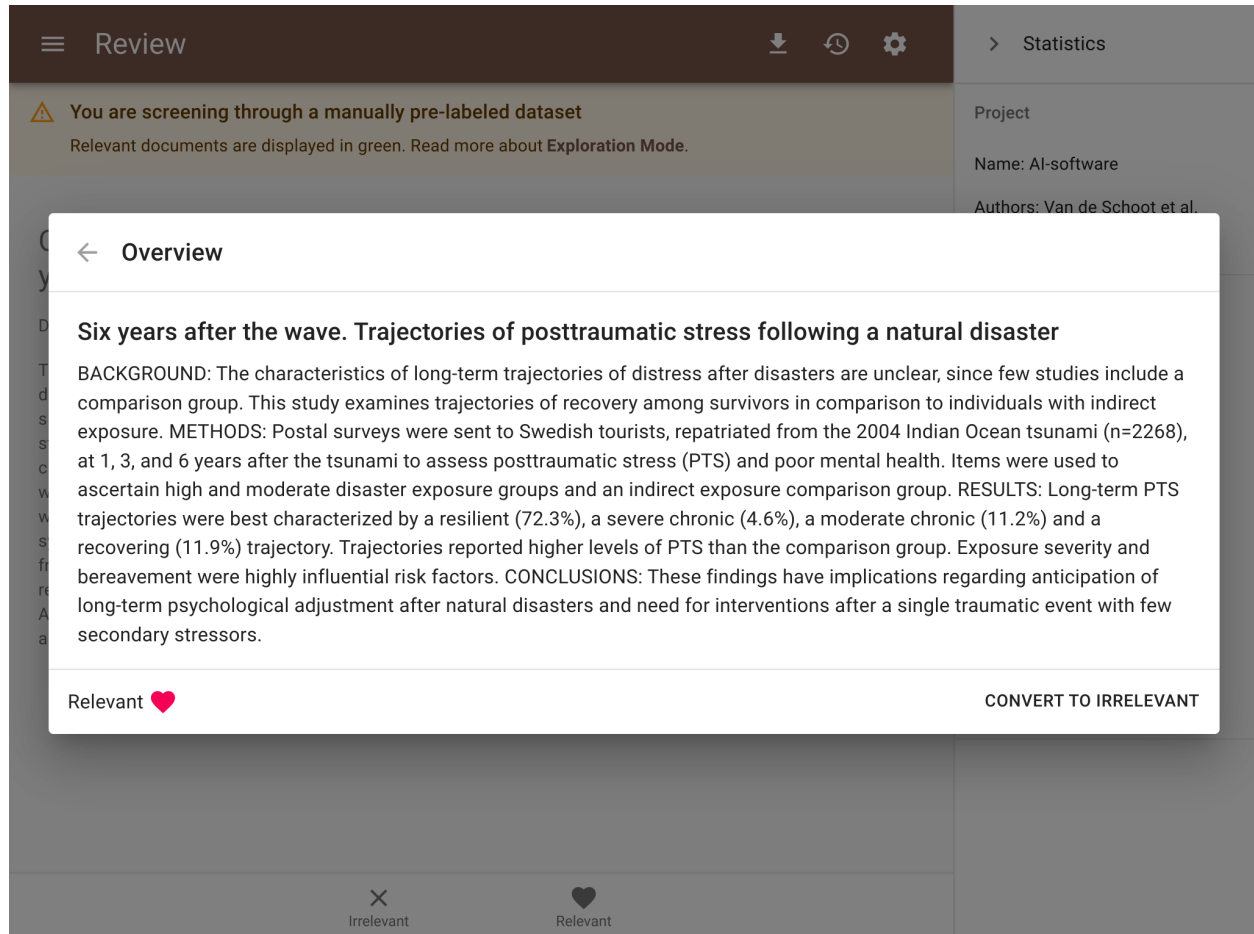 Review
Statistics
You are screening through a manually pre-labeled dataset
Relevant documents are displayed in green. Read more about Exploration Mode.
Project
Name: AI-software
Authors: Van de Schoot et al.
Overview
Six years after the wave. Trajectories of posttraumatic stress following a natural disaster
BACKGROUND: The characteristics of long-term trajectories of distress after disasters are unclear, since few studies include a
comparison group. This study examines trajectories of recovery among survivors in comparison to individuals with indirect
exposure. METHODS: Postal surveys were sent to Swedish tourists, repatriated from the 2004 Indian Ocean tsunami (n=2268),
at 1, 3, and 6 years after the tsunami to assess posttraumatic stress (PTS) and poor mental health. Items were used to
ascertain high and moderate disaster exposure groups and an indirect exposure comparison group. RESULTS: Long-term PTS
trajectories were best characterized by a resilient (72.3%), a severe chronic (4.6%), a moderate chronic (11.2%) and a
recovering (11.9%) trajectory. Trajectories reported higher levels of PTS than the comparison group. Exposure severity and
bereavement were highly influential risk factors. CONCLUSIONS: These findings have implications regarding anticipation of
long-term psychological adjustment after natural disasters and need for interventions after a single traumatic event with few
secondary stressors.
Relevant
CONVERT TO IRRELEVANT
Irrelevant
Relevant